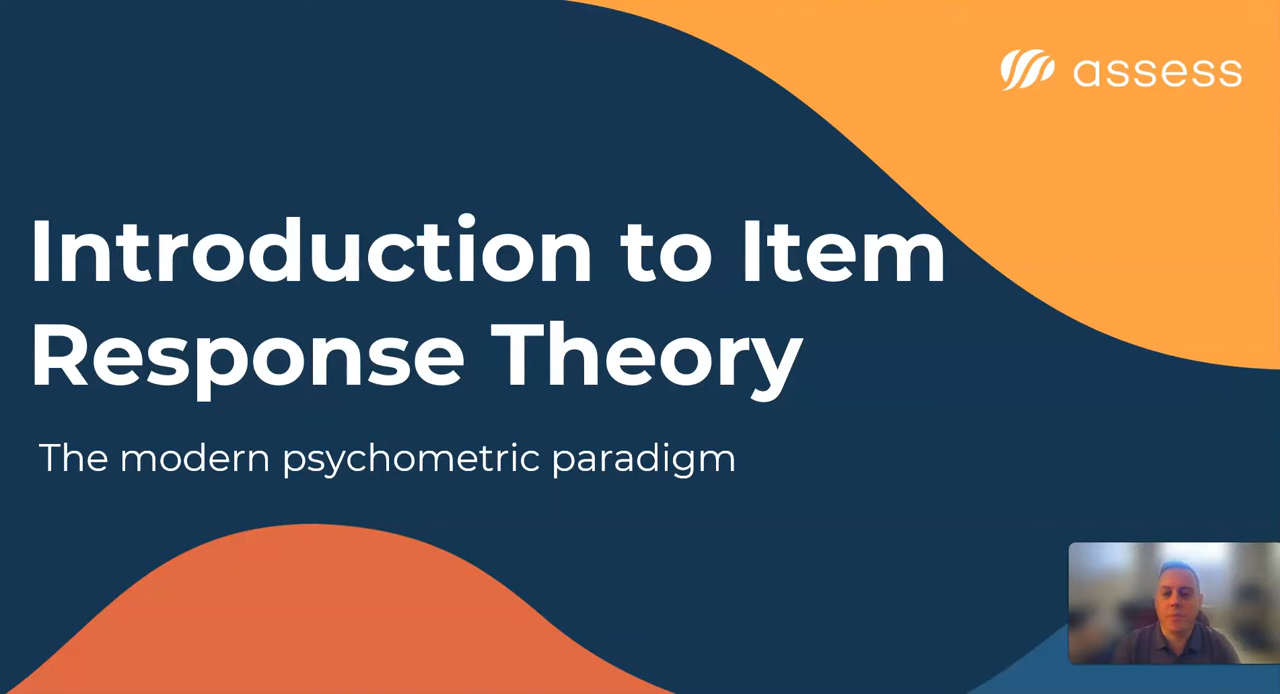 assess
Introduction to Item
Response Theory
The modern psychometric paradigm